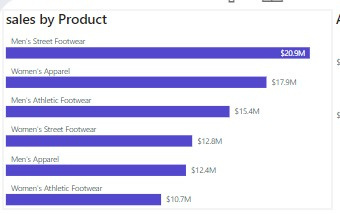 sales by Product
Men's Street Footwear
$20.9M
Women's Apparel
$17.9M
Men's Athletic Footwear
$15.4M
Women's Street Footwear
$12.8M
Men's Apparel
$12.4M
Women's Athletic Footwear
$10.7M